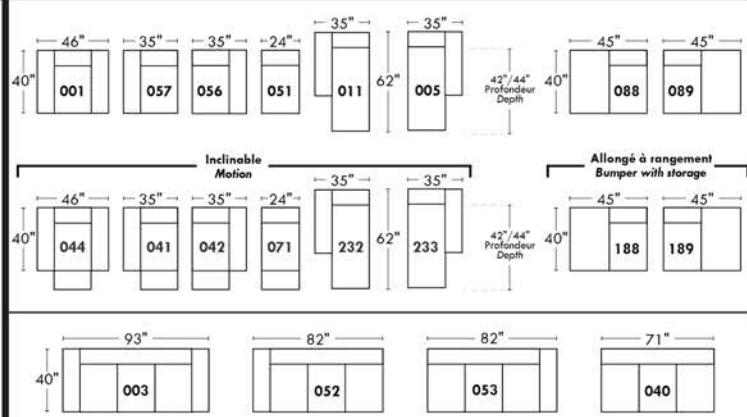 46" 35" 35" 24" 35" 35" 45" 45"
40" 001 057 056 051 011 62" 005 42"/44" Profondeur Depth 40" 088 089
Inclinable
Motion
Allongé à rangement
Bumper with storage
46" 35" 35" 24" 35" 35" 45" 45"
40" 044 041 042 071 232 62" 233 42"/44" Profondeur Depth 40" 188 189
93" 82" 82" 71"
40" 003 052 053 040